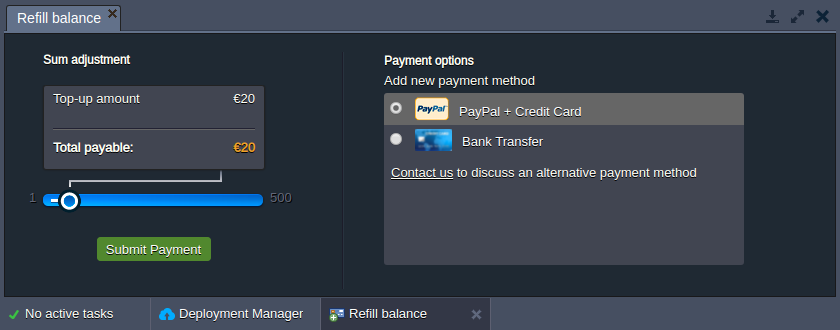 Refill balance
Sum adjustment
Top-up amount €20
Total payable: €20
1 500
Submit Payment
Payment options
Add new payment method
PayPal PayPal + Credit Card
Bank Transfer
Contact us to discuss an alternative payment method
No active tasks Deployment Manager Refill balance